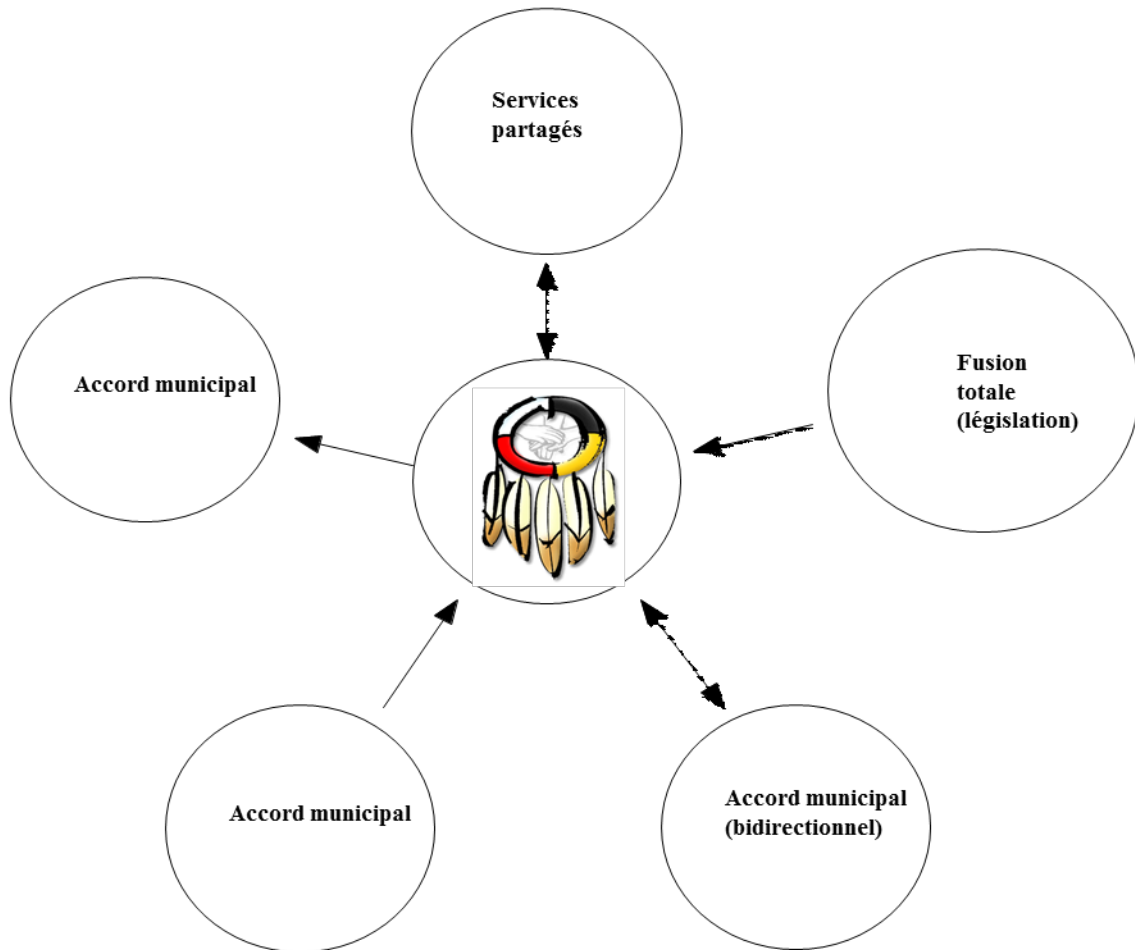 Services
partagés
Fusion
totale
(législation)
Accord municipal
Accord municipal
Accord municipal
(bidirectionnel)